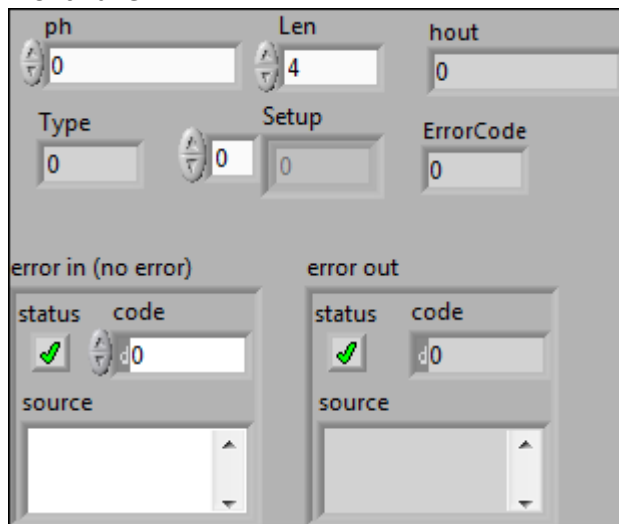 ph Len hout
0 4 0
Type Setup ErrorCode
0 0 0 0
error in (no error) error out
status code status code
d0 d0
source source